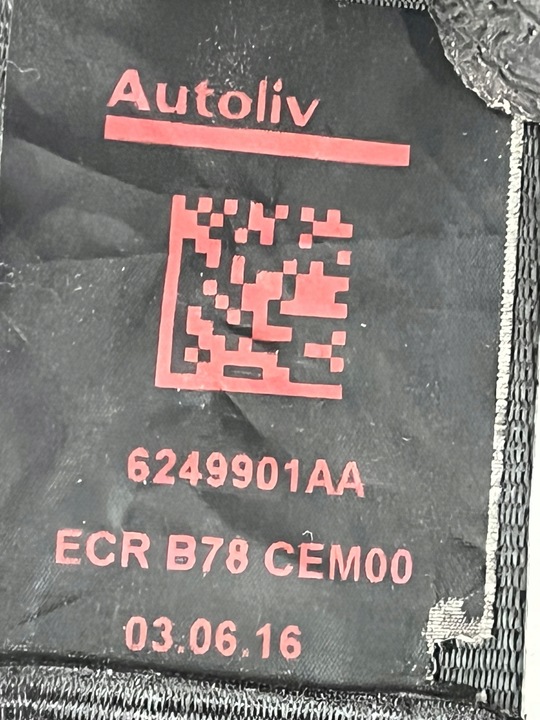 Autoliv
6249901AA
ECR B78 CEM00
03.06.16